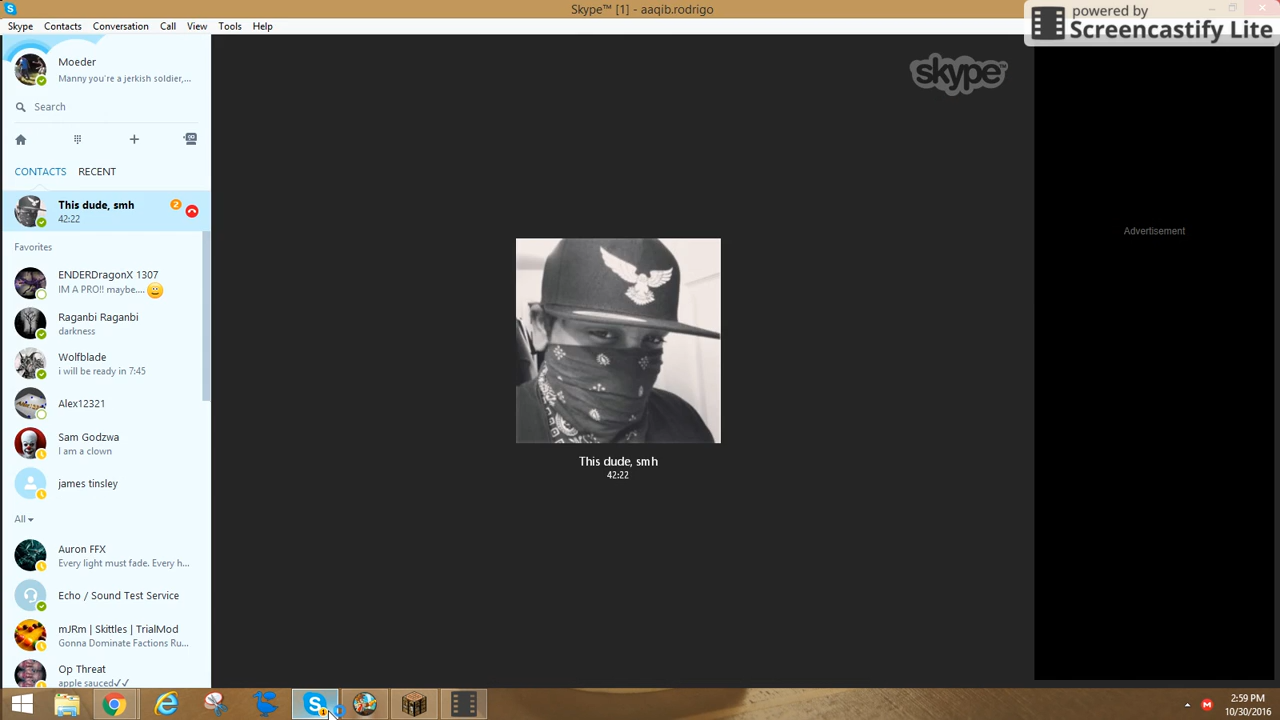 Skype™ [1] - aaqib.rodrigo
powered by
Screencastify Lite
Skype Contacts Conversation Call View Tools Help
Moeder
Manny you're a jerkish soldier,...
Search
CONTACTS RECENT
This dude, smh
2
42:22
Favorites
ENDERDragonX 1307
IM A PRO!! maybe....
Raganbi Raganbi
darkness
Wolfblade
i will be ready in 7:45
Alex12321
Sam Godzwa
I am a clown
james tinsley
All
Auron FFX
Every light must fade. Every h...
Echo / Sound Test Service
mJRm | Skittles | TrialMod
Gonna Dominate Factions Ru...
Op Threat
apple sauced✓✓
skype™
This dude, smh
42:22
Advertisement
2:59 PM
10/30/2016